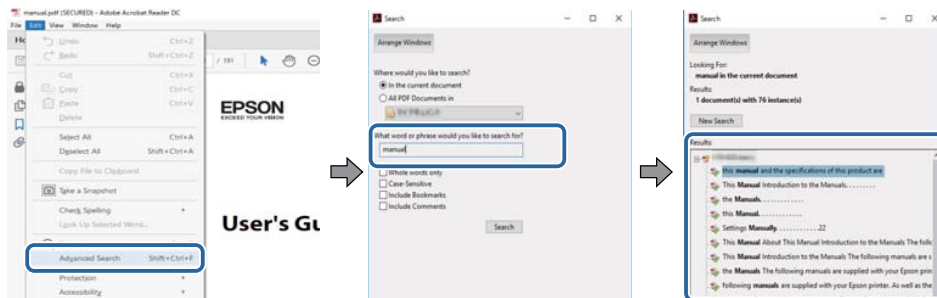 manual.pdf (SECURED) - Adobe Acrobat Reader DC
File Edit View Window Help
Undo Ctrl+Z
Redo Shift+Ctrl+Z
/ 191
Cut Ctrl+X
Copy Ctrl+C
Paste Ctrl+V
Delete
Select All Ctrl+A
Deselect All Shift+Ctrl+A
Copy File to Clipboard
Take a Snapshot
Check Spelling
Look Up Selected Word...
Advanced Search Shift+Ctrl+F
Protection
Accessibility
EPSON
EXCEED YOUR VISION
User's Gu
Search
Arrange Windows
Where would you like to search?
In the current document
All PDF Documents in
What word or phrase would you like to search for?
manual
Whole words only
Case-Sensitive
Include Bookmarks
Include Comments
Search
Search
Arrange Windows
Looking For:
manual in the current document
Results:
1 document(s) with 76 instance(s)
New Search
Results:
this manual and the specifications of this product are
This Manual Introduction to the Manuals. . . . . . . . .
the Manuals. . . . . . . . . . . . .
this Manual. . . . . . . . . . . . .
Settings Manually. . . . . . . . . . . . .22
This Manual About This Manual Introduction to the Manuals The follo
This Manual Introduction to the Manuals The following manuals are s
the Manuals The following manuals are supplied with your Epson prin
following manuals are supplied with your Epson printer. As well as the